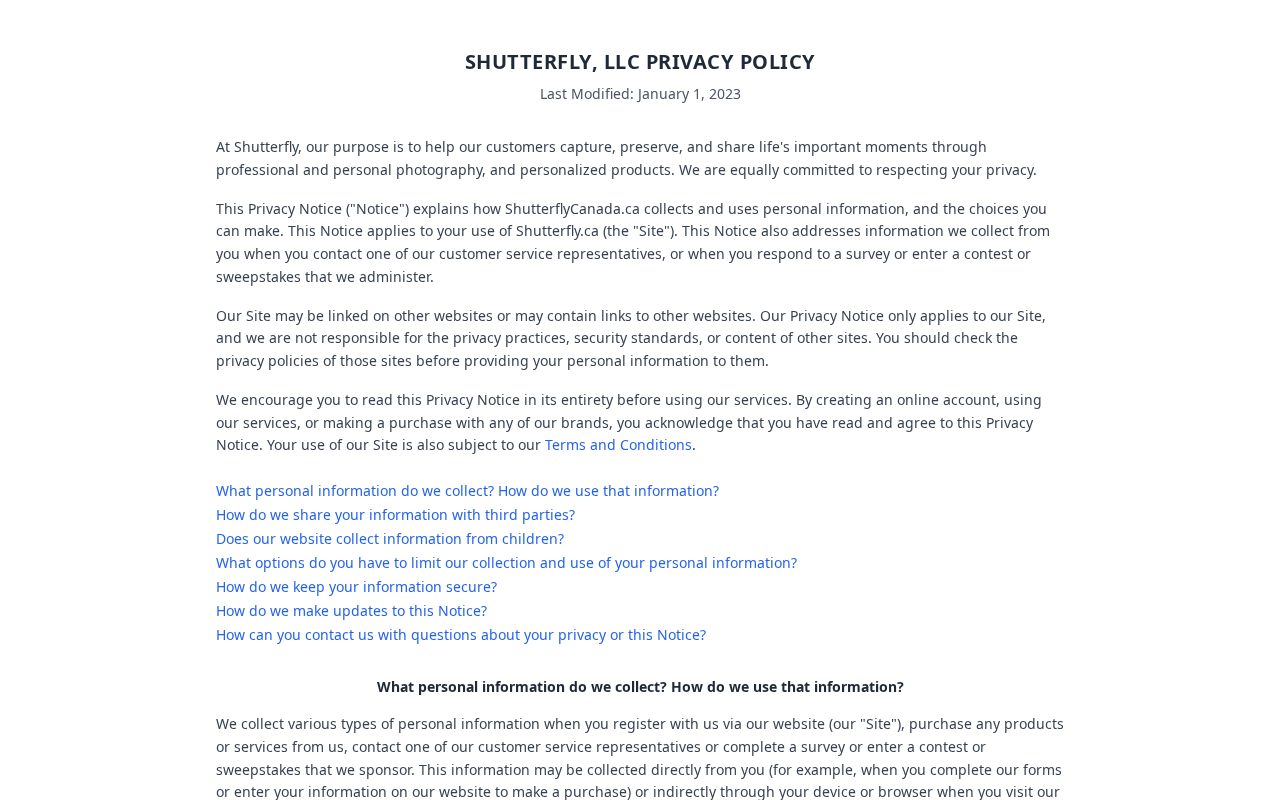 SHUTTERFLY, LLC PRIVACY POLICY
Last Modified: January 1, 2023
At Shutterfly, our purpose is to help our customers capture, preserve, and share life's important moments through
professional and personal photography, and personalized products. We are equally committed to respecting your privacy.
This Privacy Notice ("Notice") explains how ShutterflyCanada.ca collects and uses personal information, and the choices you
can make. This Notice applies to your use of Shutterfly.ca (the "Site"). This Notice also addresses information we collect from
you when you contact one of our customer service representatives, or when you respond to a survey or enter a contest or
sweepstakes that we administer.
Our Site may be linked on other websites or may contain links to other websites. Our Privacy Notice only applies to our Site,
and we are not responsible for the privacy practices, security standards, or content of other sites. You should check the
privacy policies of those sites before providing your personal information to them.
We encourage you to read this Privacy Notice in its entirety before using our services. By creating an online account, using
our services, or making a purchase with any of our brands, you acknowledge that you have read and agree to this Privacy
Notice. Your use of our Site is also subject to our Terms and Conditions.
What personal information do we collect? How do we use that information?
How do we share your information with third parties?
Does our website collect information from children?
What options do you have to limit our collection and use of your personal information?
How do we keep your information secure?
How do we make updates to this Notice?
How can you contact us with questions about your privacy or this Notice?
What personal information do we collect? How do we use that information?
We collect various types of personal information when you register with us via our website (our "Site"), purchase any products
or services from us, contact one of our customer service representatives or complete a survey or enter a contest or
sweepstakes that we sponsor. This information may be collected directly from you (for example, when you complete our forms
or enter your information on our website to make a purchase) or indirectly through your device or browser when you visit our